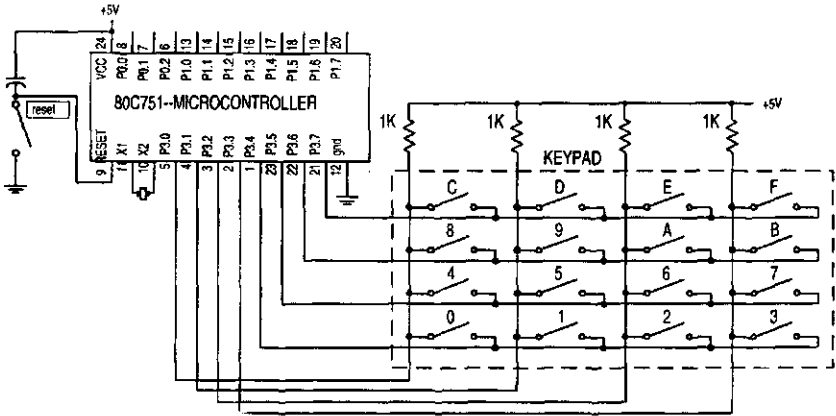 +5V
24 8 7 6 13 14 15 16 17 18 19 20
VCC P0.0 P0.1 P0.2 P1.0 P1.1 P1.2 P1.3 P1.4 P1.5 P1.6 P1.7
80C751--MICROCONTROLLER
RESET X1 X2 P3.0 P3.1 P3.2 P3.3 P3.4 P3.5 P3.6 P3.7 gnd
9 11 10 5 4 3 2 1 23 22 21 12
reset
+5V
1K 1K 1K 1K
KEYPAD
C D E F
8 9 A B
4 5 6 7
0 1 2 3